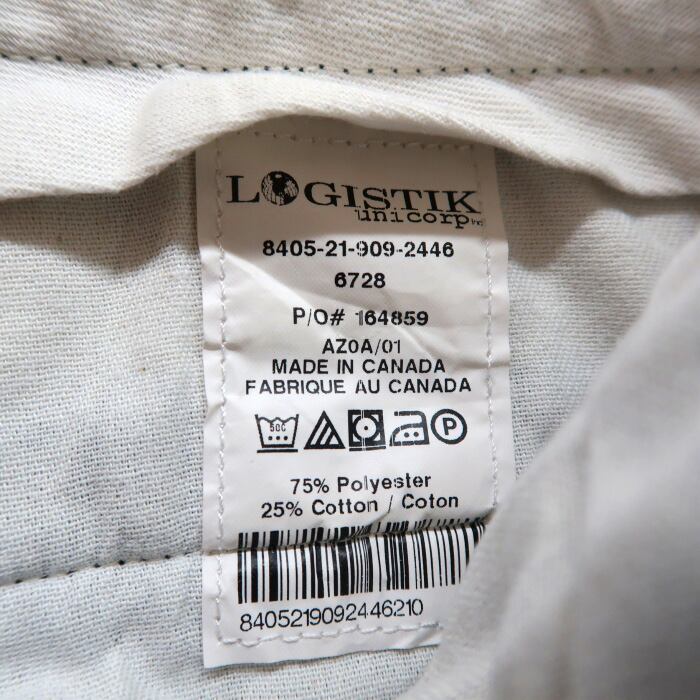 LOGISTIK
unicorp inc
8405-21-909-2446
6728
P/O# 164859
AZ0A/01
MADE IN CANADA
FABRIQUE AU CANADA
50C
P
75% Polyester
25% Cotton / Coton
8405219092446210